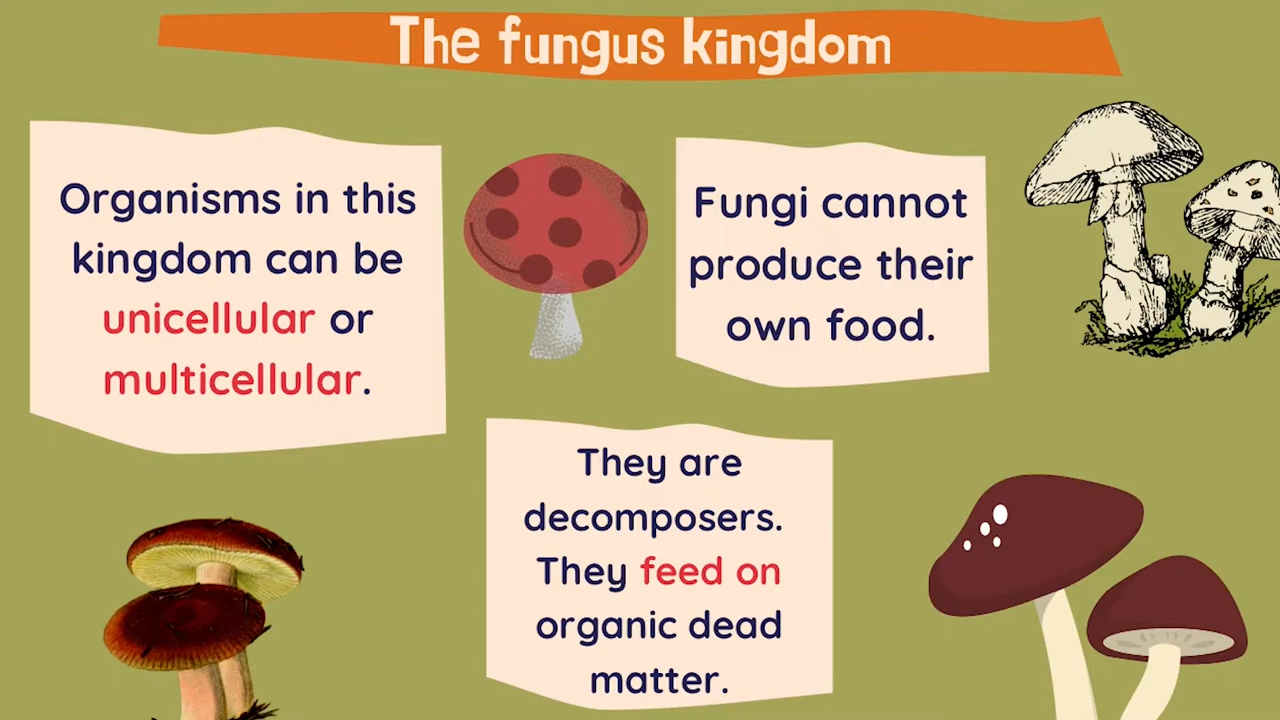 The fungus kingdom
Organisms in this
kingdom can be
unicellular or
multicellular.
Fungi cannot
produce their
own food.
They are
decomposers.
They feed on
organic dead
matter.